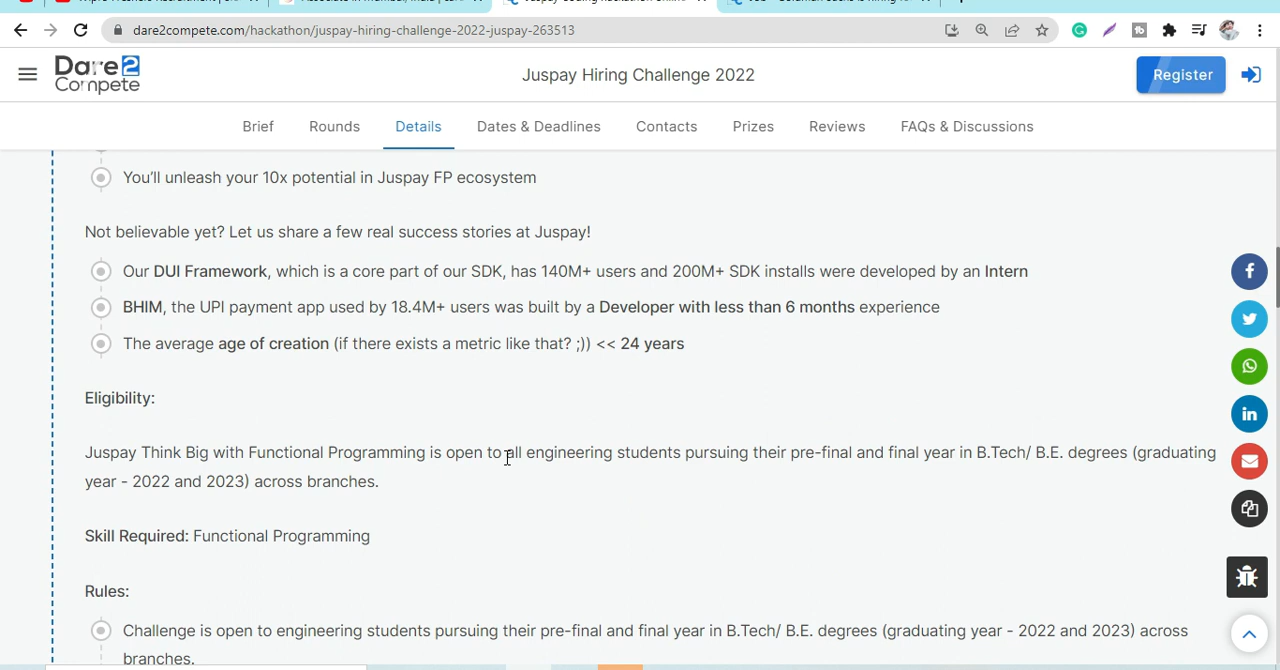 dare2compete.com/hackathon/juspay-hiring-challenge-2022-juspay-263513
Dare2
Compete
Juspay Hiring Challenge 2022
Register
Brief
Rounds
Details
Dates & Deadlines
Contacts
Prizes
Reviews
FAQs & Discussions
You'll unleash your 10x potential in Juspay FP ecosystem
Not believable yet? Let us share a few real success stories at Juspay!
Our DUI Framework, which is a core part of our SDK, has 140M+ users and 200M+ SDK installs were developed by an Intern
BHIM, the UPI payment app used by 18.4M+ users was built by a Developer with less than 6 months experience
The average age of creation (if there exists a metric like that? ;)) << 24 years
Eligibility:
Juspay Think Big with Functional Programming is open to all engineering students pursuing their pre-final and final year in B.Tech/ B.E. degrees (graduating
year - 2022 and 2023) across branches.
Skill Required: Functional Programming
Rules:
Challenge is open to engineering students pursuing their pre-final and final year in B.Tech/ B.E. degrees (graduating year - 2022 and 2023) across
branches.